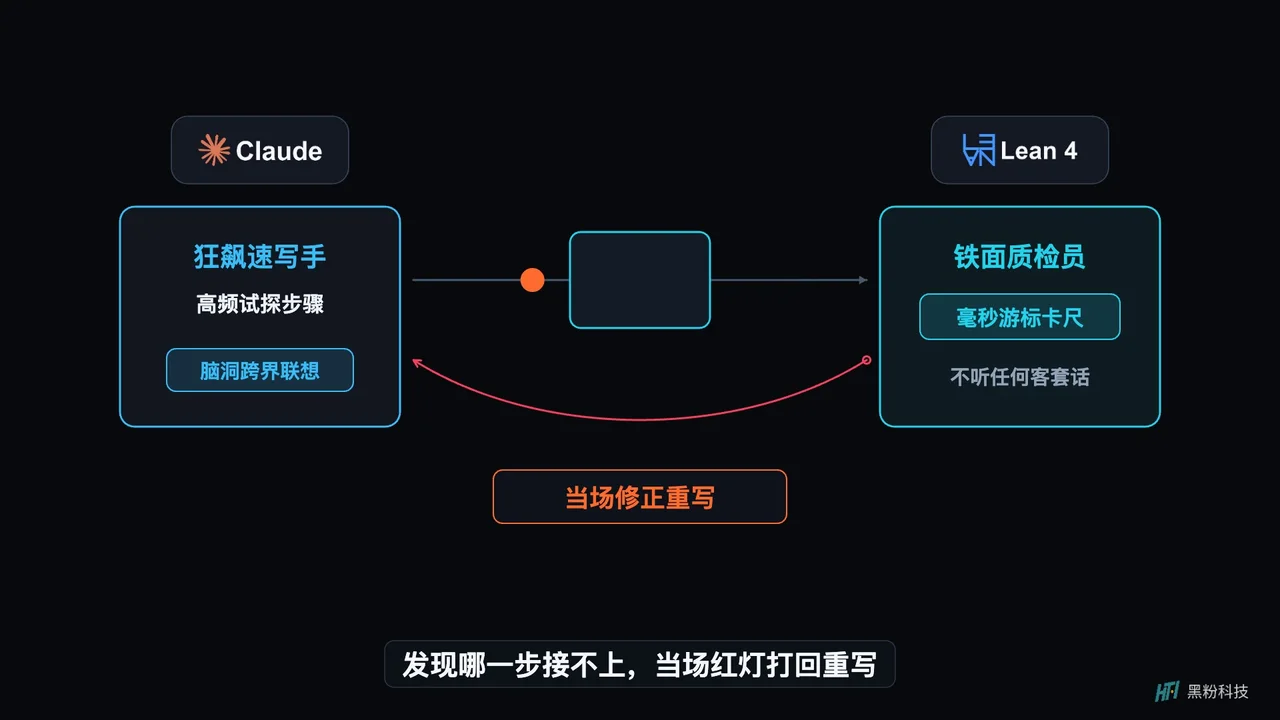 Claude
Lean 4
狂飙速写手
高频试探步骤
脑洞跨界联想
铁面质检员
毫秒游标卡尺
不听任何客套话
当场修正重写
发现哪一步接不上，当场红灯打回重写
黑粉科技